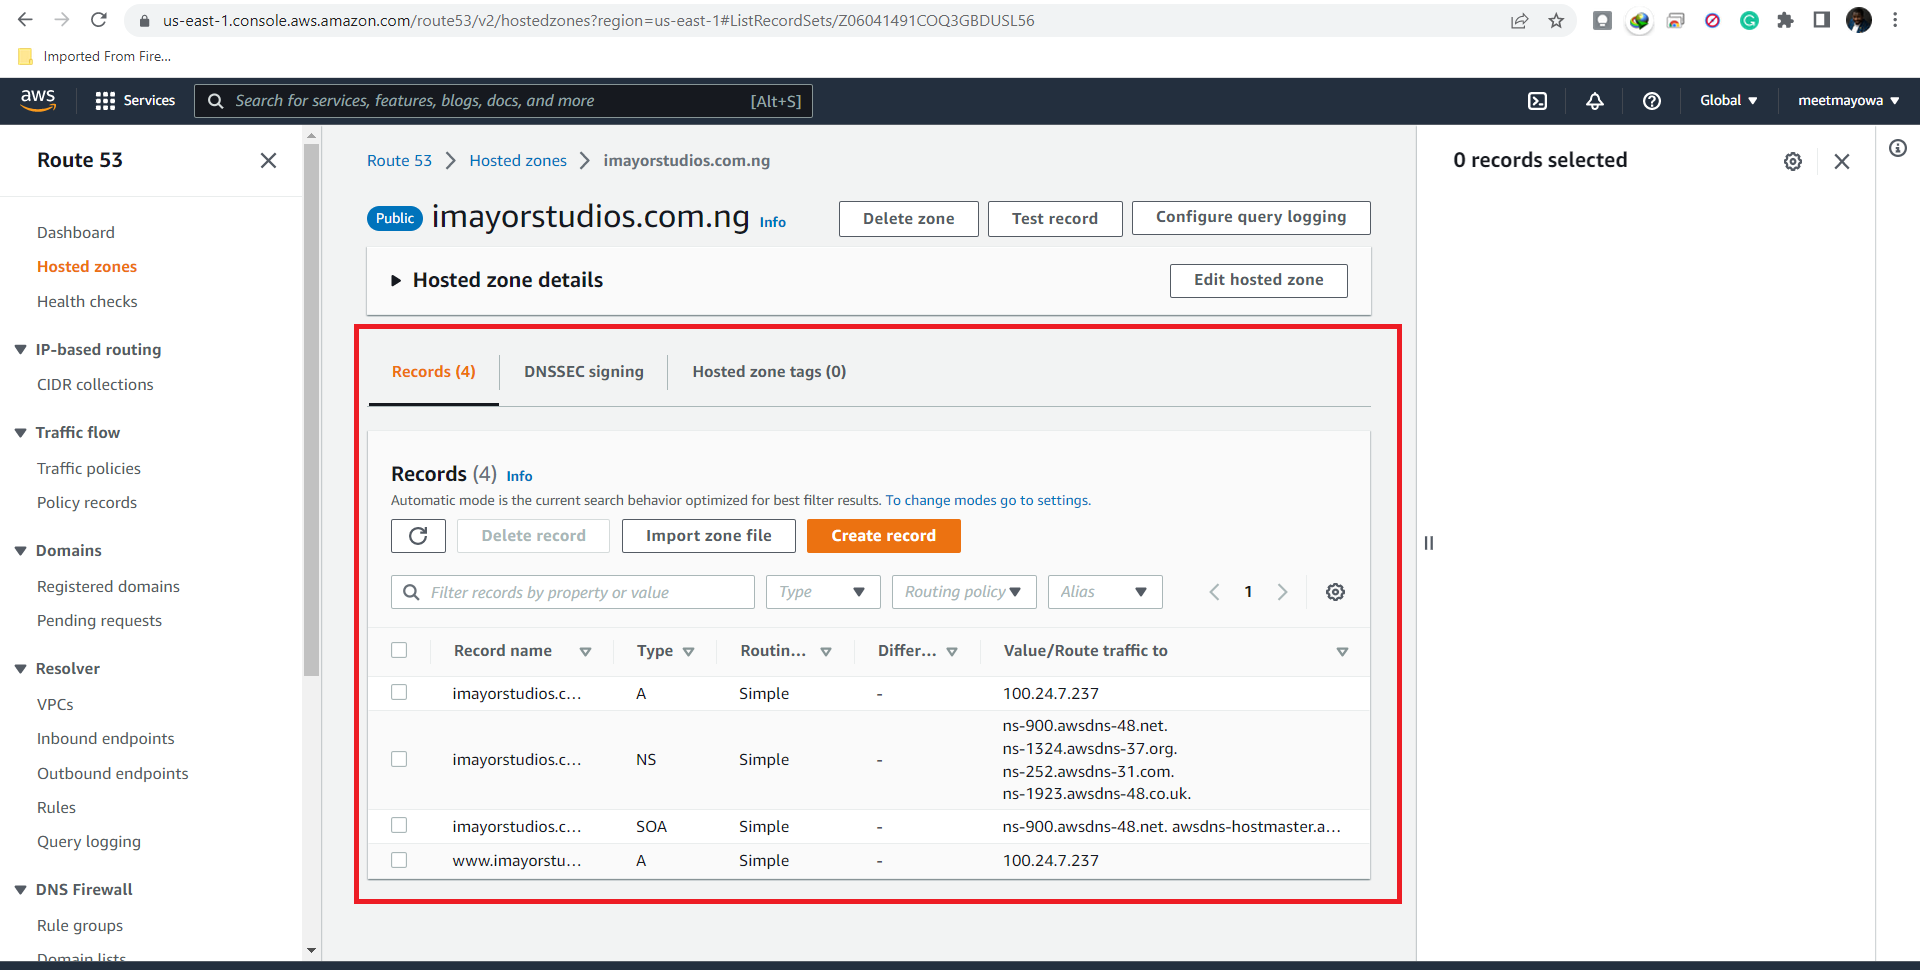 us-east-1.console.aws.amazon.com/route53/v2/hostedzones?region=us-east-1#ListRecordSets/Z06041491COQ3GBDUSL56
Imported From Fire...
aws
Services
Search for services, features, blogs, docs, and more
[Alt+S]
Global
meetmayowa
Route 53
Dashboard
Hosted zones
Health checks
IP-based routing
CIDR collections
Traffic flow
Traffic policies
Policy records
Domains
Registered domains
Pending requests
Resolver
VPCs
Inbound endpoints
Outbound endpoints
Rules
Query logging
DNS Firewall
Rule groups
Domain lists
Route 53 Hosted zones imayorstudios.com.ng
Public imayorstudios.com.ng Info
Delete zone
Test record
Configure query logging
Hosted zone details
Edit hosted zone
Records (4)
DNSSEC signing
Hosted zone tags (0)
Records (4) Info
Automatic mode is the current search behavior optimized for best filter results. To change modes go to settings.
Delete record
Import zone file
Create record
Filter records by property or value
Type
Routing policy
Alias
1
Record name Type Routin... Differ... Value/Route traffic to
imayorstudios.c... A Simple - 100.24.7.237
imayorstudios.c... NS Simple - ns-900.awsdns-48.net.
ns-1324.awsdns-37.org.
ns-252.awsdns-31.com.
ns-1923.awsdns-48.co.uk.
imayorstudios.c... SOA Simple - ns-900.awsdns-48.net. awsdns-hostmaster.a...
www.imayorstu... A Simple - 100.24.7.237
0 records selected